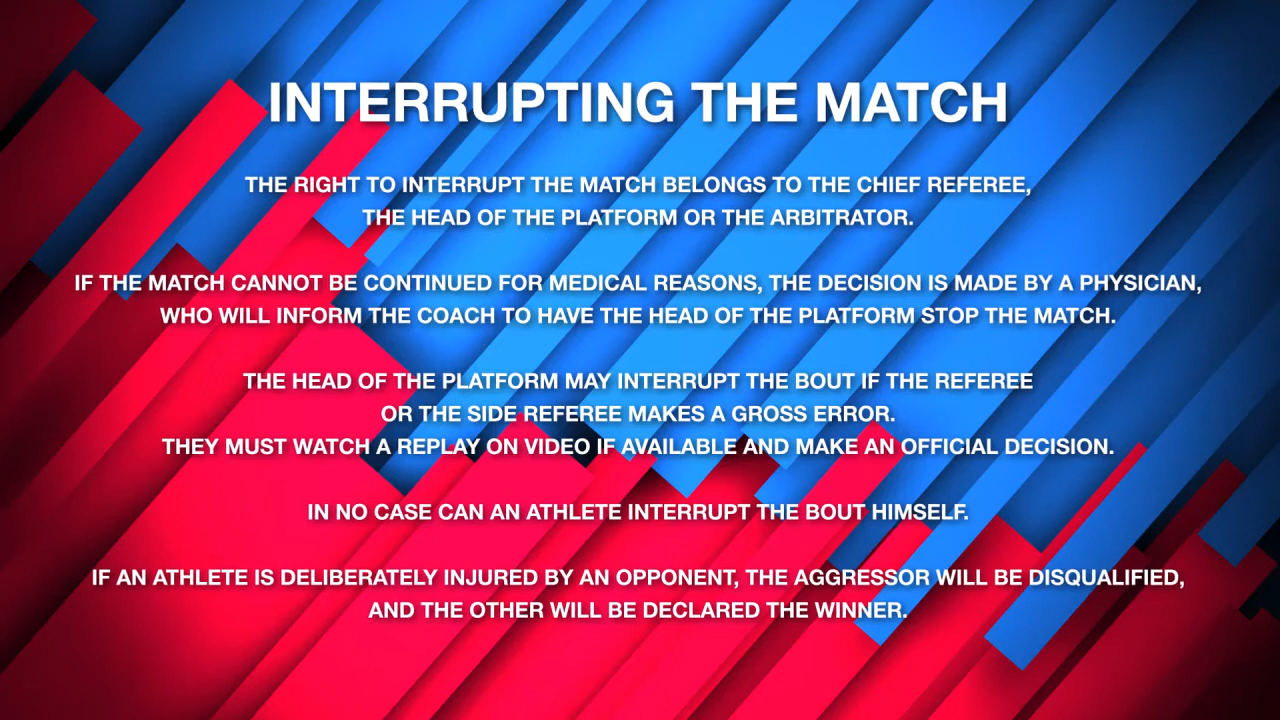 INTERRUPTING THE MATCH
THE RIGHT TO INTERRUPT THE MATCH BELONGS TO THE CHIEF REFEREE,
THE HEAD OF THE PLATFORM OR THE ARBITRATOR.
IF THE MATCH CANNOT BE CONTINUED FOR MEDICAL REASONS, THE DECISION IS MADE BY A PHYSICIAN,
WHO WILL INFORM THE COACH TO HAVE THE HEAD OF THE PLATFORM STOP THE MATCH.
THE HEAD OF THE PLATFORM MAY INTERRUPT THE BOUT IF THE REFEREE
OR THE SIDE REFEREE MAKES A GROSS ERROR.
THEY MUST WATCH A REPLAY ON VIDEO IF AVAILABLE AND MAKE AN OFFICIAL DECISION.
IN NO CASE CAN AN ATHLETE INTERRUPT THE BOUT HIMSELF.
IF AN ATHLETE IS DELIBERATELY INJURED BY AN OPPONENT, THE AGGRESSOR WILL BE DISQUALIFIED,
AND THE OTHER WILL BE DECLARED THE WINNER.